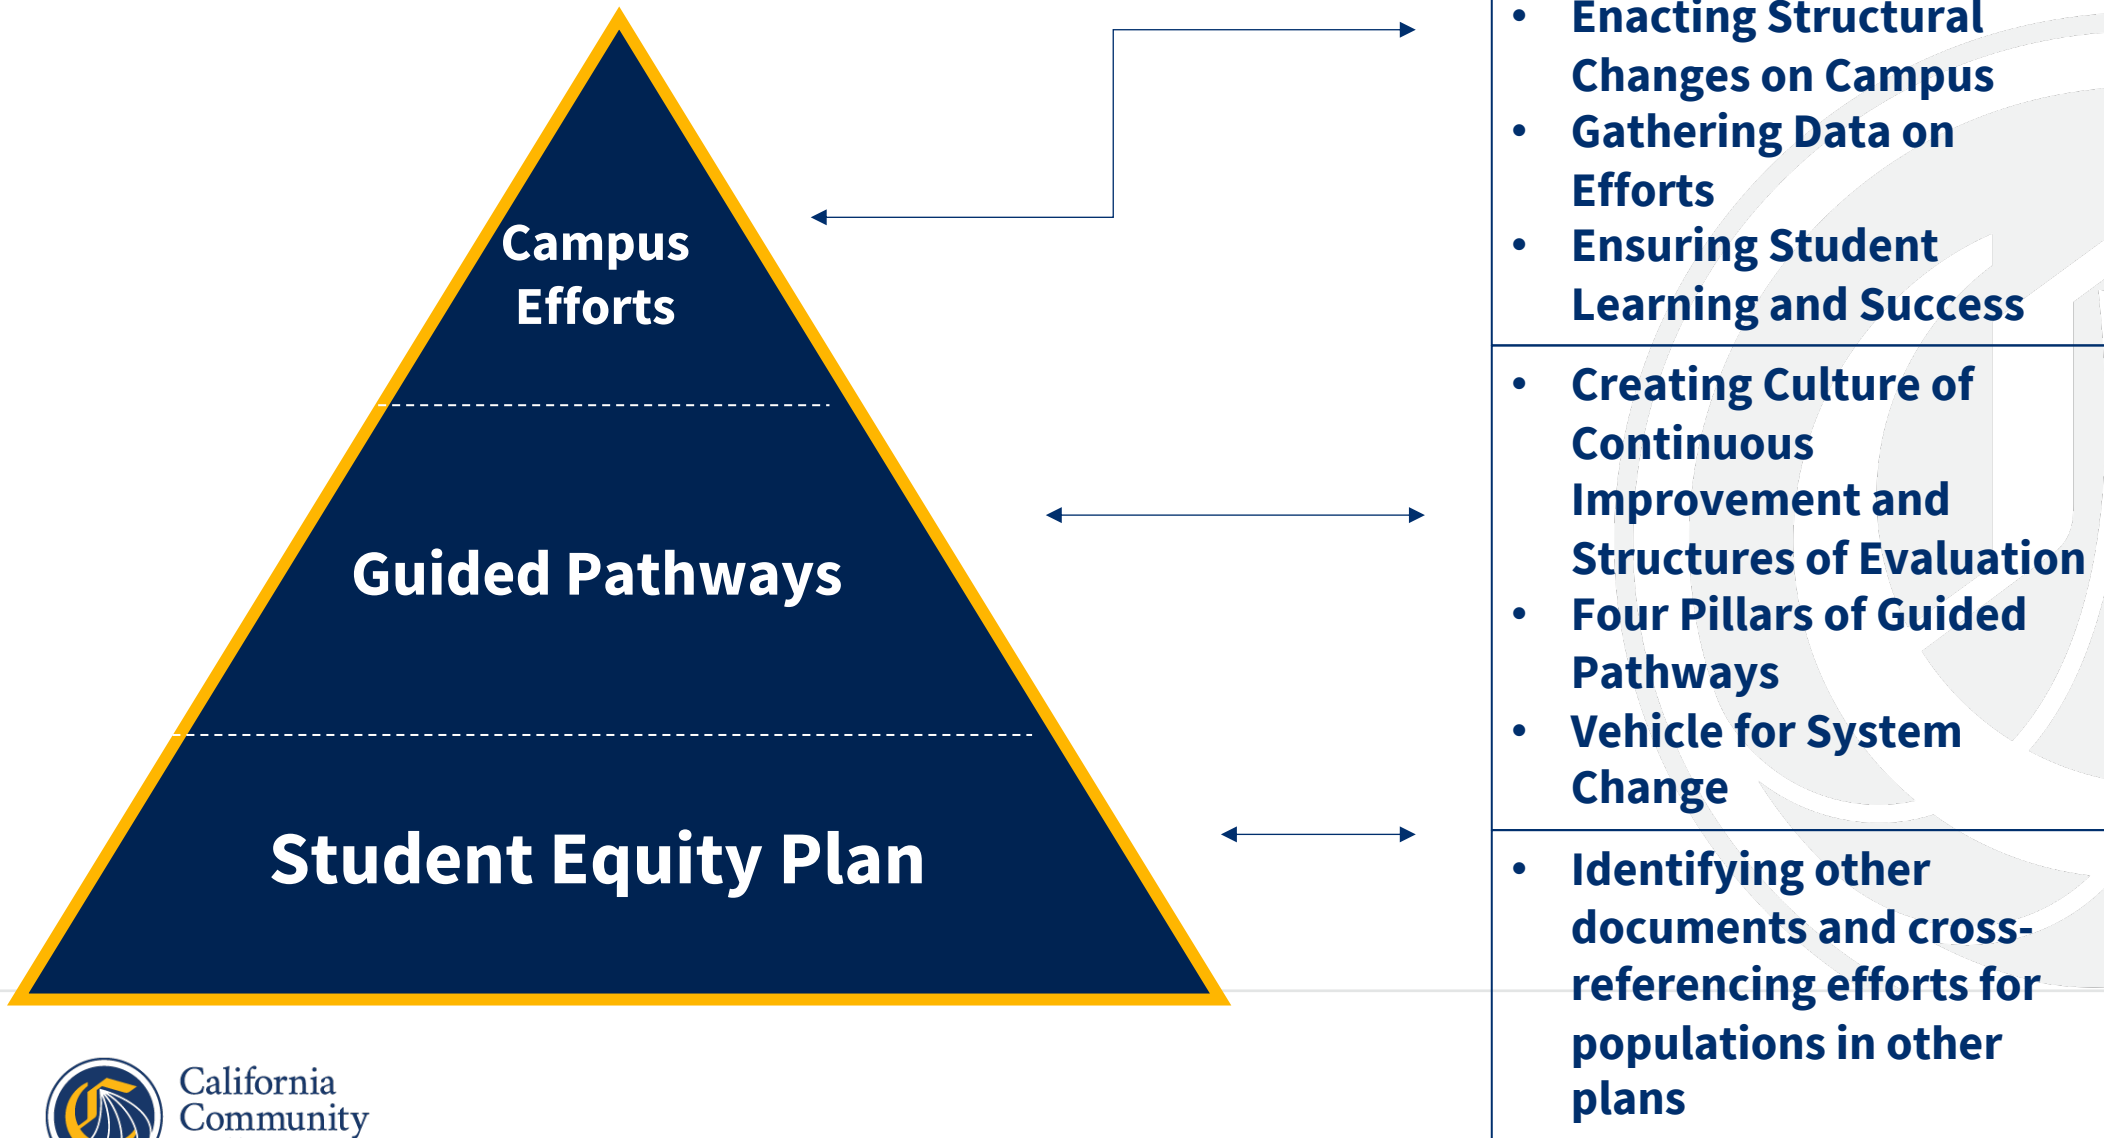 Campus
Efforts
Guided Pathways
Student Equity Plan
• Enacting Structural
Changes on Campus
• Gathering Data on
Efforts
• Ensuring Student
Learning and Success
• Creating Culture of
Continuous
Improvement and
Structures of Evaluation
• Four Pillars of Guided
Pathways
• Vehicle for System
Change
• Identifying other
documents and cross-
referencing efforts for
populations in other
plans
California
Community